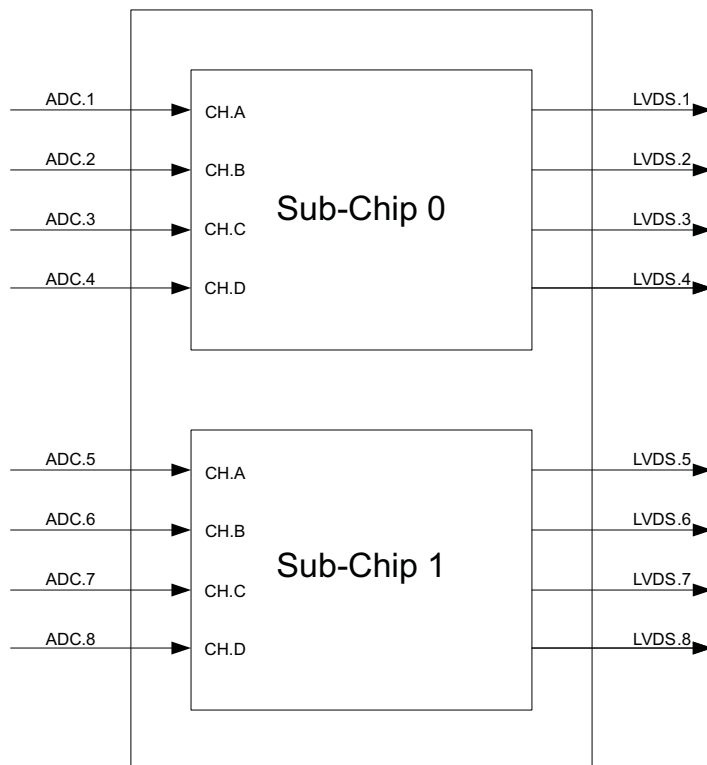 ADC.1
CH.A
LVDS.1
ADC.2
CH.B
LVDS.2
Sub-Chip 0
ADC.3
CH.C
LVDS.3
ADC.4
CH.D
LVDS.4
ADC.5
CH.A
LVDS.5
ADC.6
CH.B
LVDS.6
Sub-Chip 1
ADC.7
CH.C
LVDS.7
ADC.8
CH.D
LVDS.8